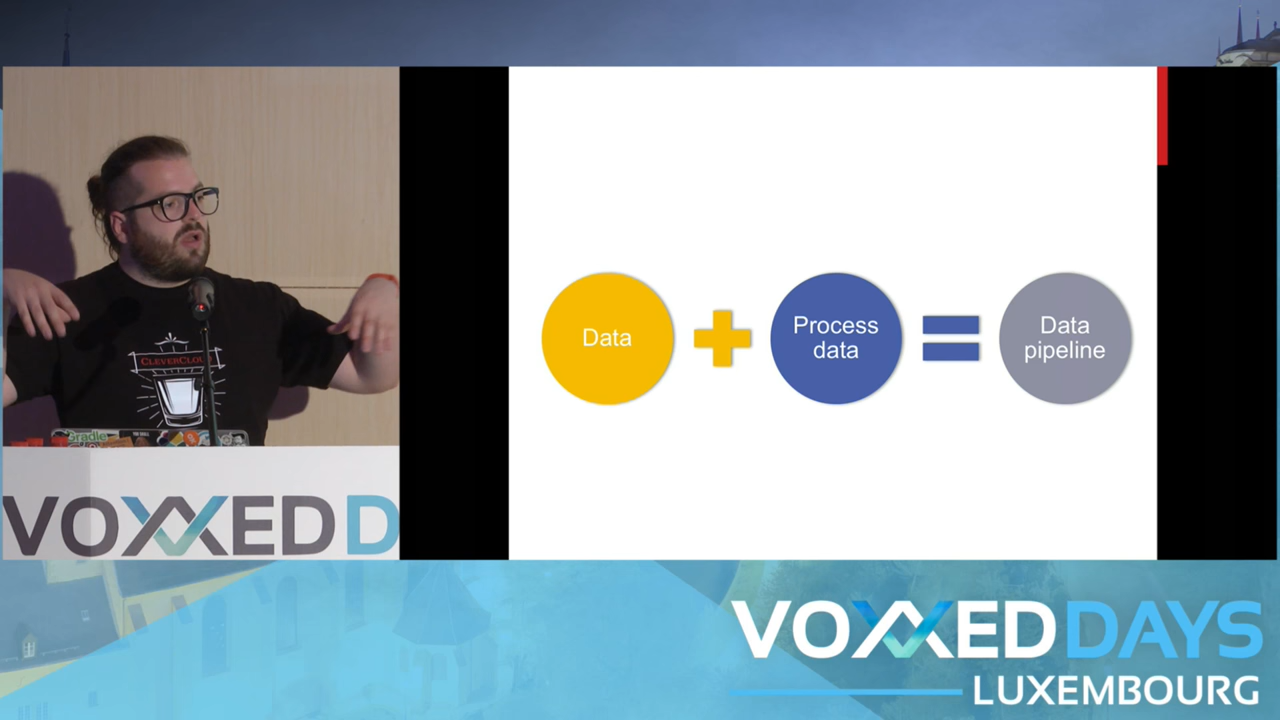 CLEVERCLOUD
Gradle
VOXXED D
Data
Process
data
Data
pipeline
VOXXED DAYS
LUXEMBOURG